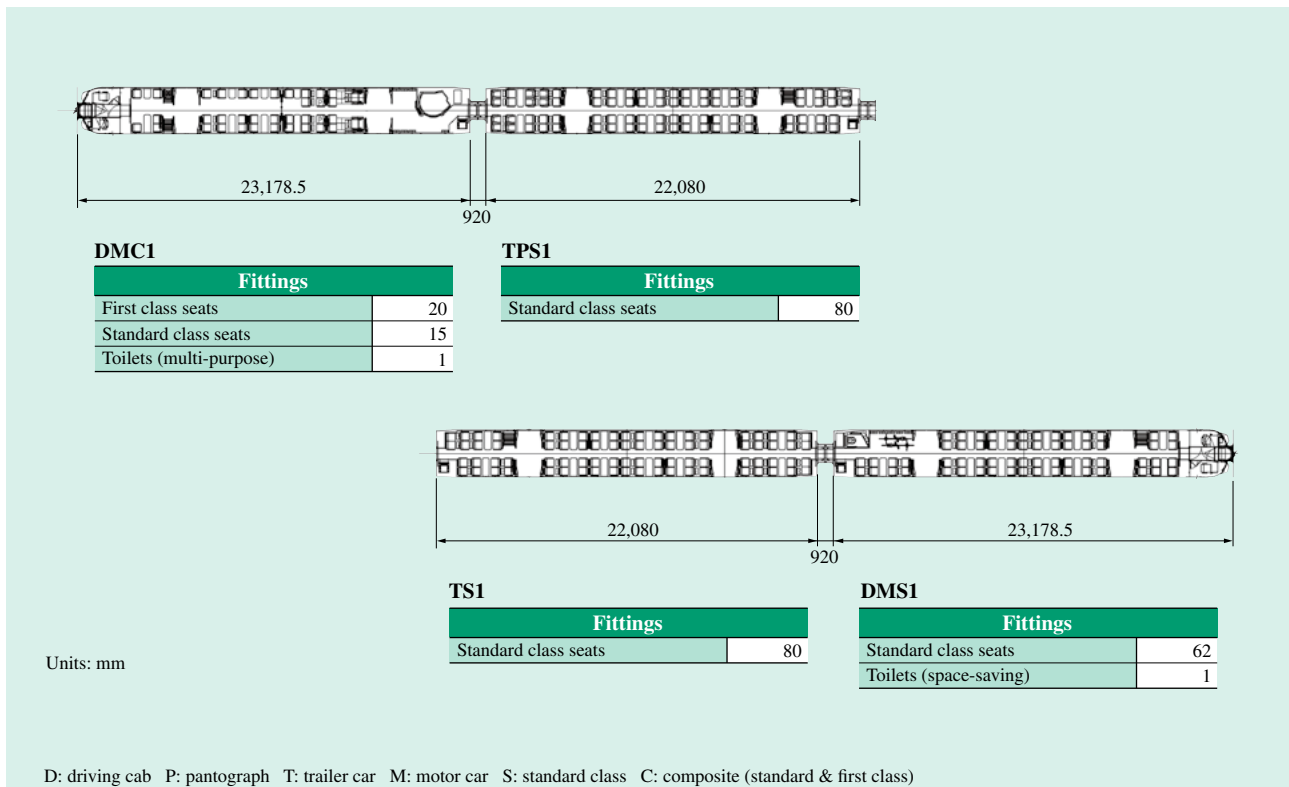 23,178.5
22,080
920
DMC1
Fittings
First class seats 20
Standard class seats 15
Toilets (multi-purpose) 1
TPS1
Fittings
Standard class seats 80
22,080
23,178.5
920
TS1
Fittings
Standard class seats 80
DMS1
Fittings
Standard class seats 62
Toilets (space-saving) 1
Units: mm
D: driving cab P: pantograph T: trailer car M: motor car S: standard class C: composite (standard & first class)